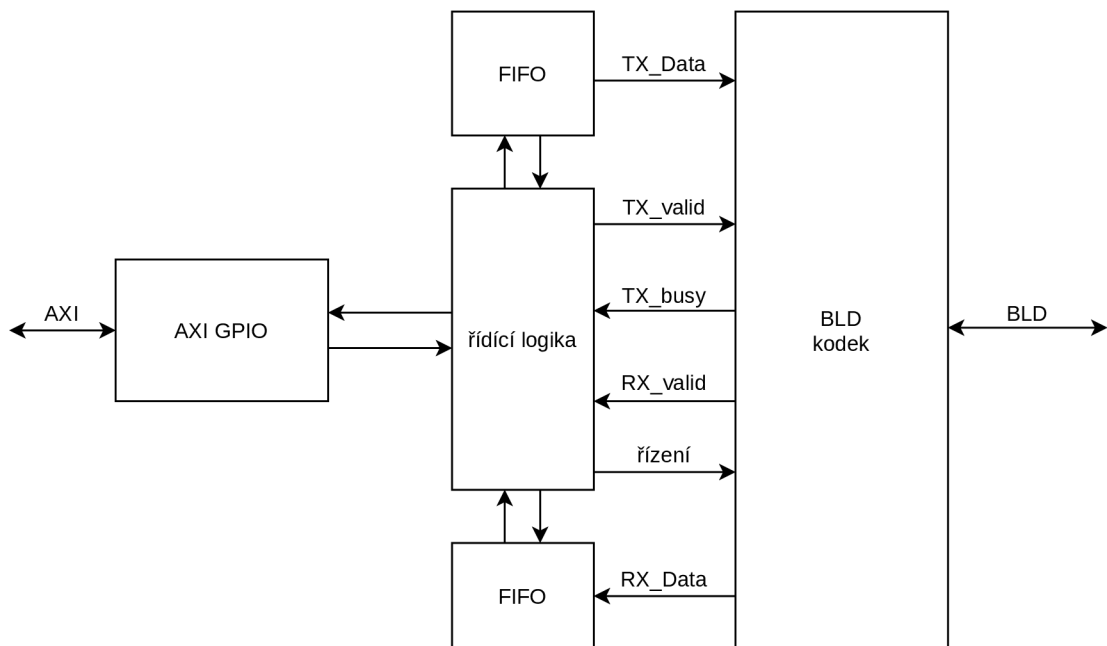 FIFO
TX_Data
TX_valid
AXI
AXI GPIO
řídící logika
TX_busy
BLD
kodek
BLD
RX_valid
řízení
FIFO
RX_Data